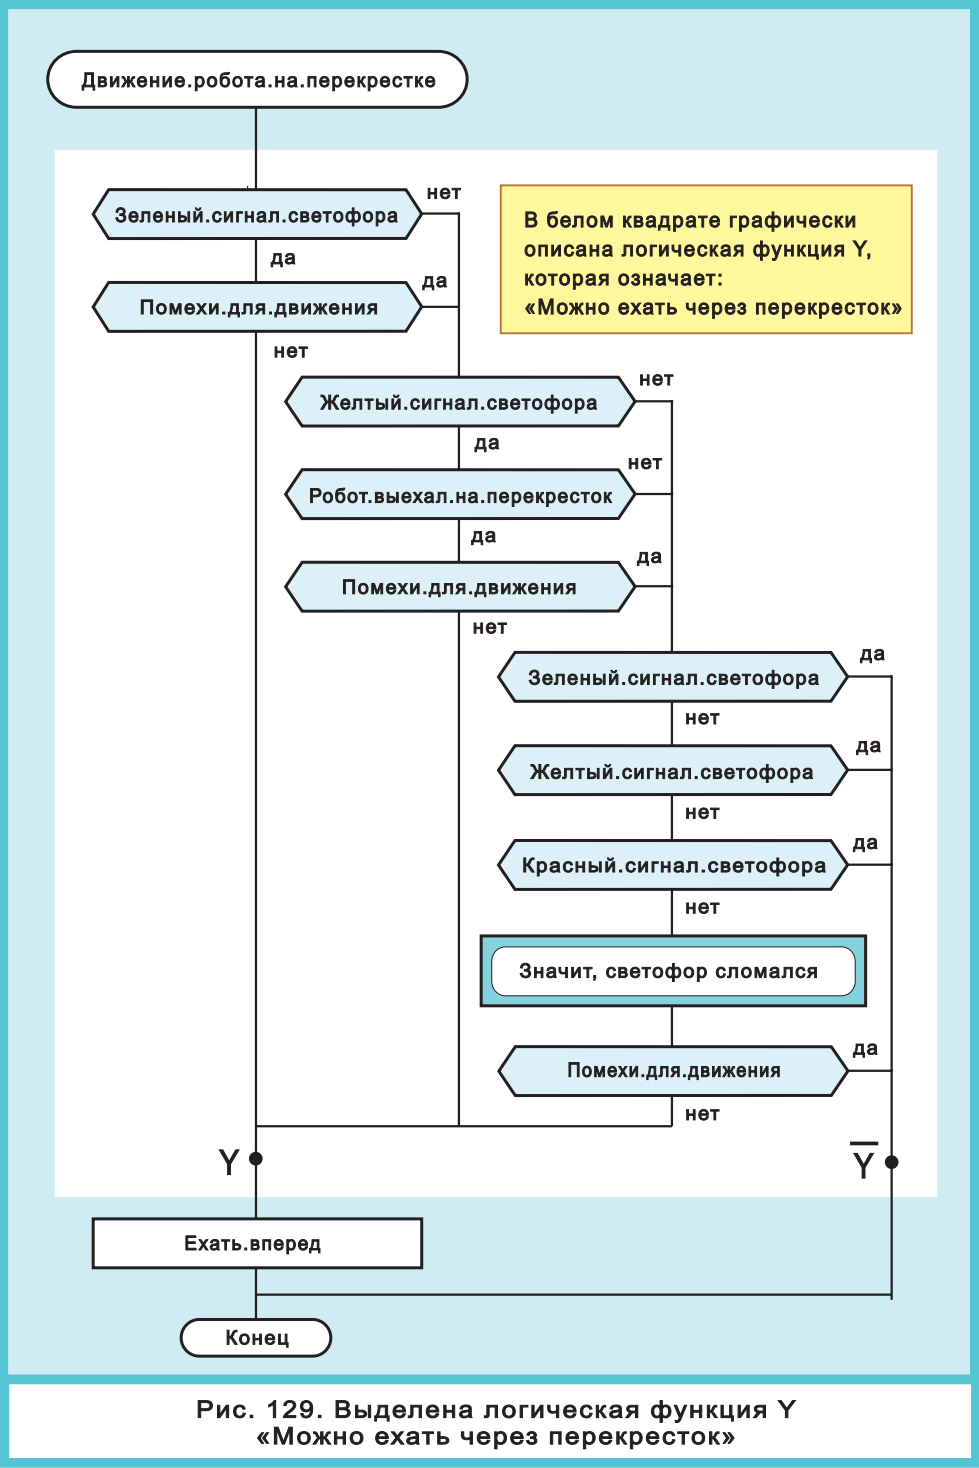 Движение.робота.на.перекрестке
Зеленый.сигнал.светофора
нет
да
Помехи.для.движения
да
нет
В белом квадрате графически
описана логическая функция Y,
которая означает:
«Можно ехать через перекресток»
Желтый.сигнал.светофора
нет
да
Робот.выехал.на.перекресток
нет
да
Помехи.для.движения
да
нет
Зеленый.сигнал.светофора
да
нет
Желтый.сигнал.светофора
да
нет
Красный.сигнал.светофора
да
нет
Значит, светофор сломался
Помехи.для.движения
да
нет
Y
Y̅
Ехать.вперед
Конец
Рис. 129. Выделена логическая функция Y
«Можно ехать через перекресток»